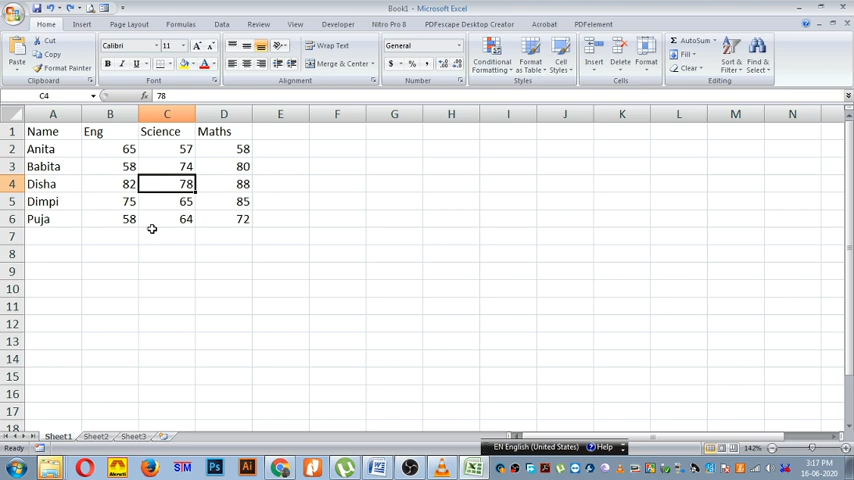 Book1 - Microsoft Excel
Home Insert Page Layout Formulas Data Review View Developer Nitro Pro 8 PDFescape Desktop Creator Acrobat PDFelement
Paste
Cut
Copy
Format Painter
Clipboard
Calibri 11
B I U
Font
Wrap Text
Merge & Center
Alignment
General
$ % ,
Number
Conditional Formatting
Format as Table
Cell Styles
Styles
Insert Delete Format
Cells
AutoSum
Fill
Clear
Sort & Filter
Find & Select
Editing
C4 fx 78
A B C D E F G H I J K L M N
1 Name Eng Science Maths
2 Anita 65 57 58
3 Babita 58 74 80
4 Disha 82 78 88
5 Dimpi 75 65 85
6 Puja 58 64 72
7
8
9
10
11
12
13
14
15
16
17
18
Sheet1 Sheet2 Sheet3
Ready
EN English (United States) Help
142%
SM Ps Ai W
3:17 PM
16-06-2020